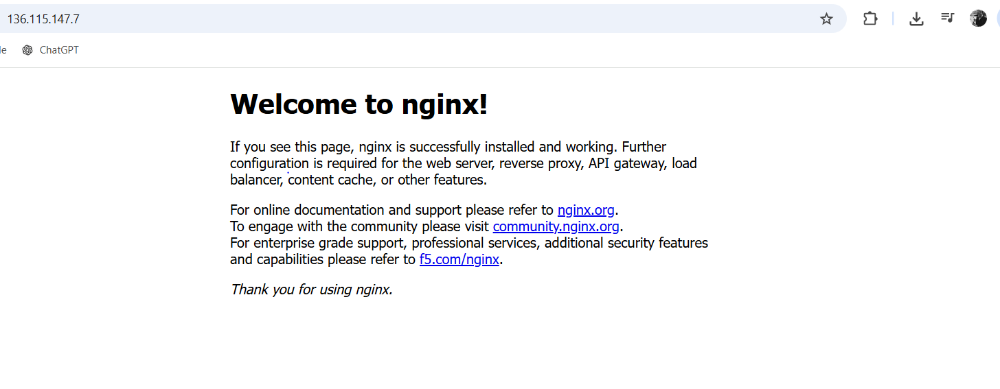 136.115.147.7
le
ChatGPT
Welcome to nginx!
If you see this page, nginx is successfully installed and working. Further
configuration is required for the web server, reverse proxy, API gateway, load
balancer, content cache, or other features.
For online documentation and support please refer to nginx.org.
To engage with the community please visit community.nginx.org.
For enterprise grade support, professional services, additional security features
and capabilities please refer to f5.com/nginx.
Thank you for using nginx.